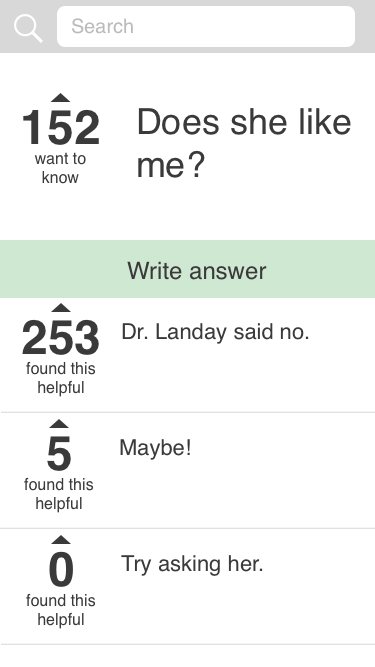 Search
152
want to
know
Does she like
me?
Write answer
253
found this
helpful
Dr. Landay said no.
5
found this
helpful
Maybe!
0
found this
helpful
Try asking her.